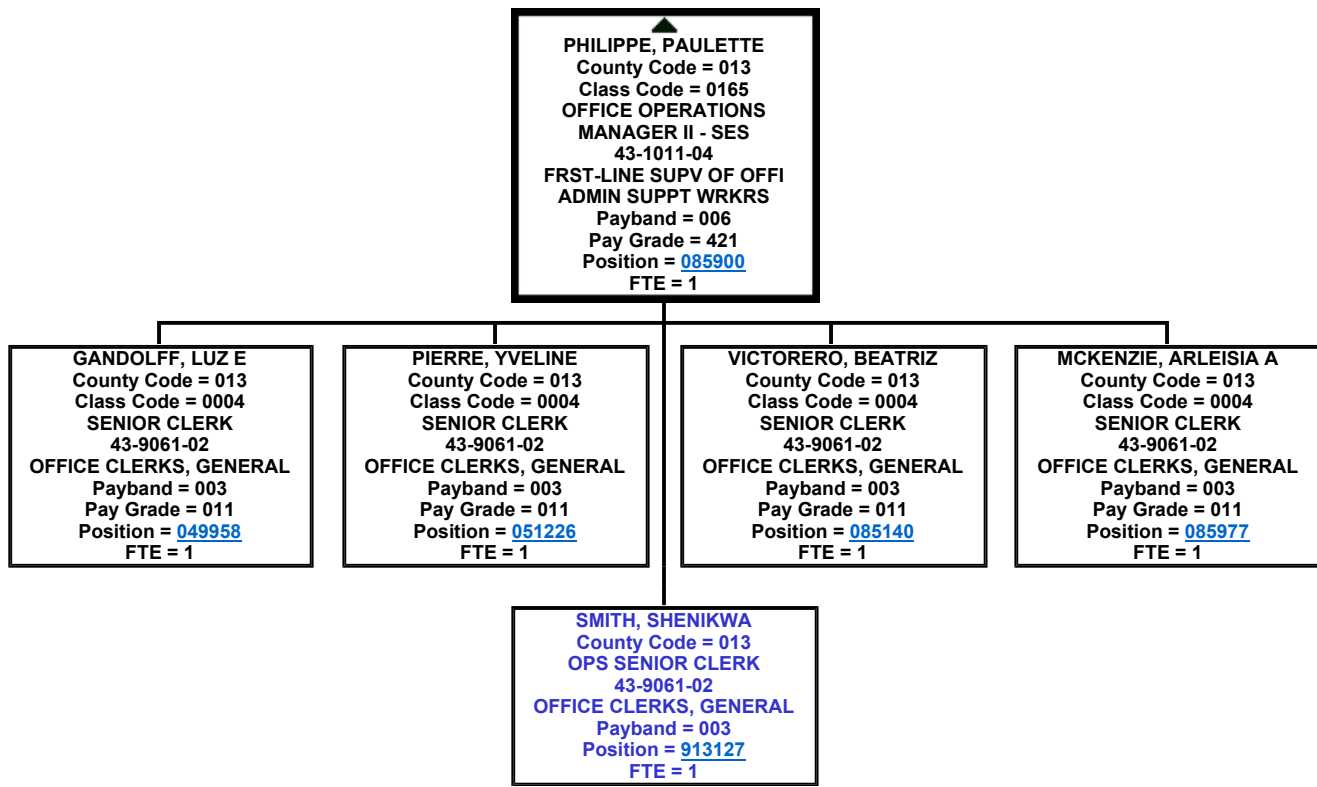 PHILIPPE, PAULETTE
County Code = 013
Class Code = 0165
OFFICE OPERATIONS
MANAGER II - SES
43-1011-04
FRST-LINE SUPV OF OFFI
ADMIN SUPPT WRKRS
Payband = 006
Pay Grade = 421
Position = 085900
FTE = 1
GANDOLFF, LUZ E
County Code = 013
Class Code = 0004
SENIOR CLERK
43-9061-02
OFFICE CLERKS, GENERAL
Payband = 003
Pay Grade = 011
Position = 049958
FTE = 1
PIERRE, YVELINE
County Code = 013
Class Code = 0004
SENIOR CLERK
43-9061-02
OFFICE CLERKS, GENERAL
Payband = 003
Pay Grade = 011
Position = 051226
FTE = 1
VICTORERO, BEATRIZ
County Code = 013
Class Code = 0004
SENIOR CLERK
43-9061-02
OFFICE CLERKS, GENERAL
Payband = 003
Pay Grade = 011
Position = 085140
FTE = 1
MCKENZIE, ARLEISIA A
County Code = 013
Class Code = 0004
SENIOR CLERK
43-9061-02
OFFICE CLERKS, GENERAL
Payband = 003
Pay Grade = 011
Position = 085977
FTE = 1
SMITH, SHENIKWA
County Code = 013
OPS SENIOR CLERK
43-9061-02
OFFICE CLERKS, GENERAL
Payband = 003
Position = 913127
FTE = 1